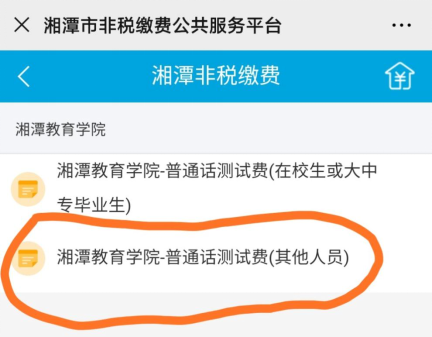 湘潭市非税缴费公共服务平台
湘潭非税缴费
湘潭教育学院
湘潭教育学院-普通话测试费(在校生或大中
专毕业生)
湘潭教育学院-普通话测试费(其他人员)